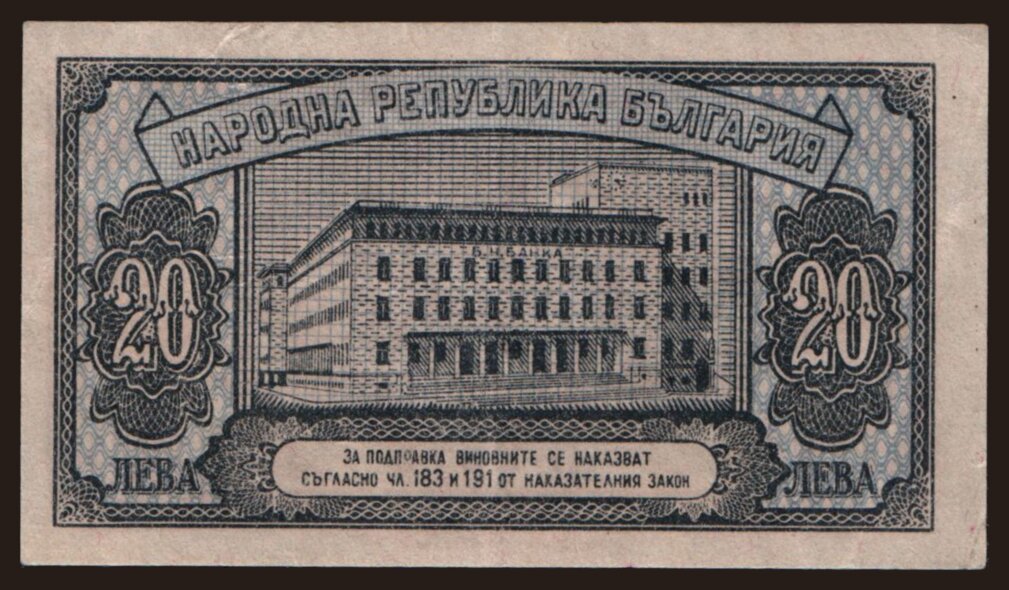 НАРОДНА РЕПУБЛИКА БЪЛГАРИЯ
Б.Н.БАНКА
20
20
ЛЕВА
ЛЕВА
ЗА ПОДПРАВКА ВИНОВНИТЕ СЕ НАКАЗВАТ
СЪГЛАСНО ЧЛ. 183 И 191 ОТ НАКАЗАТЕЛНИЯ ЗАКОН